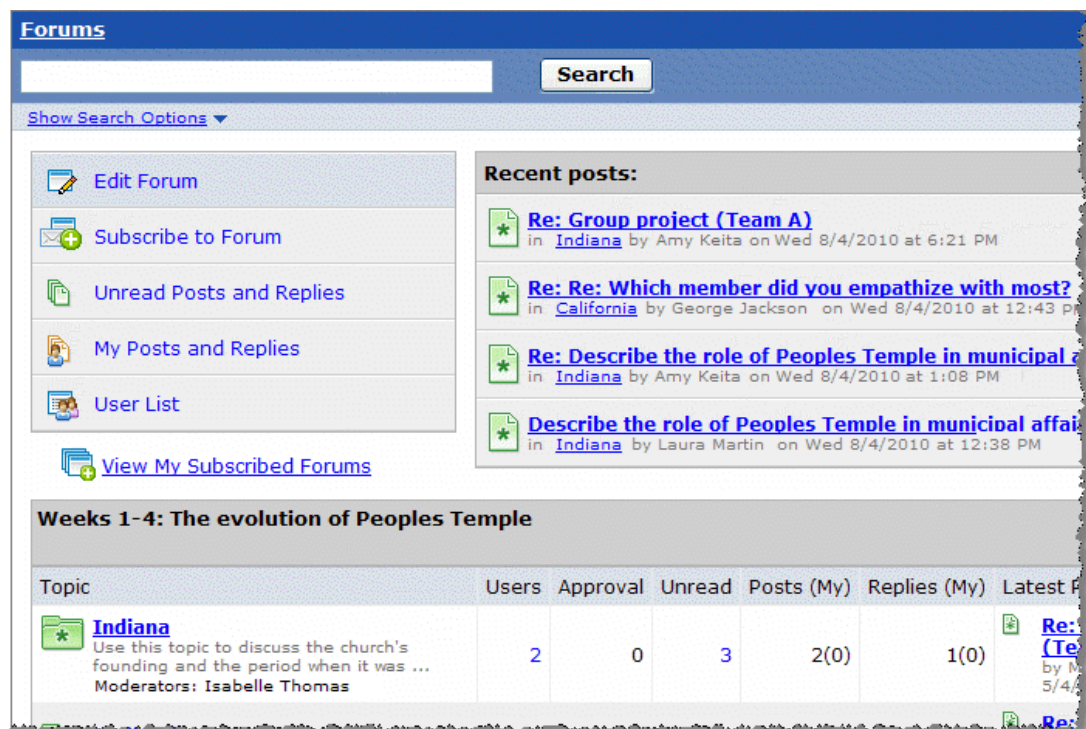 Forums
Search
Show Search Options
Edit Forum
Subscribe to Forum
Unread Posts and Replies
My Posts and Replies
User List
View My Subscribed Forums
Recent posts:
Re: Group project (Team A)
in Indiana by Amy Keita on Wed 8/4/2010 at 6:21 PM
Re: Re: Which member did you empathize with most?
in California by George Jackson on Wed 8/4/2010 at 12:43
Re: Describe the role of Peoples Temple in municipal
in Indiana by Amy Keita on Wed 8/4/2010 at 1:08 PM
Describe the role of Peoples Temple in municipal
in Indiana by Laura Martin on Wed 8/4/2010 at 12:38 PM
Weeks 1-4: The evolution of Peoples Temple
Topic Users Approval Unread Posts (My) Replies (My) Latest
Indiana
Use this topic to discuss the church's
founding and the period when it was ...
Moderators: Isabelle Thomas
2 0 3 2(0) 1(0)
Re:
by
5/4/
Re: